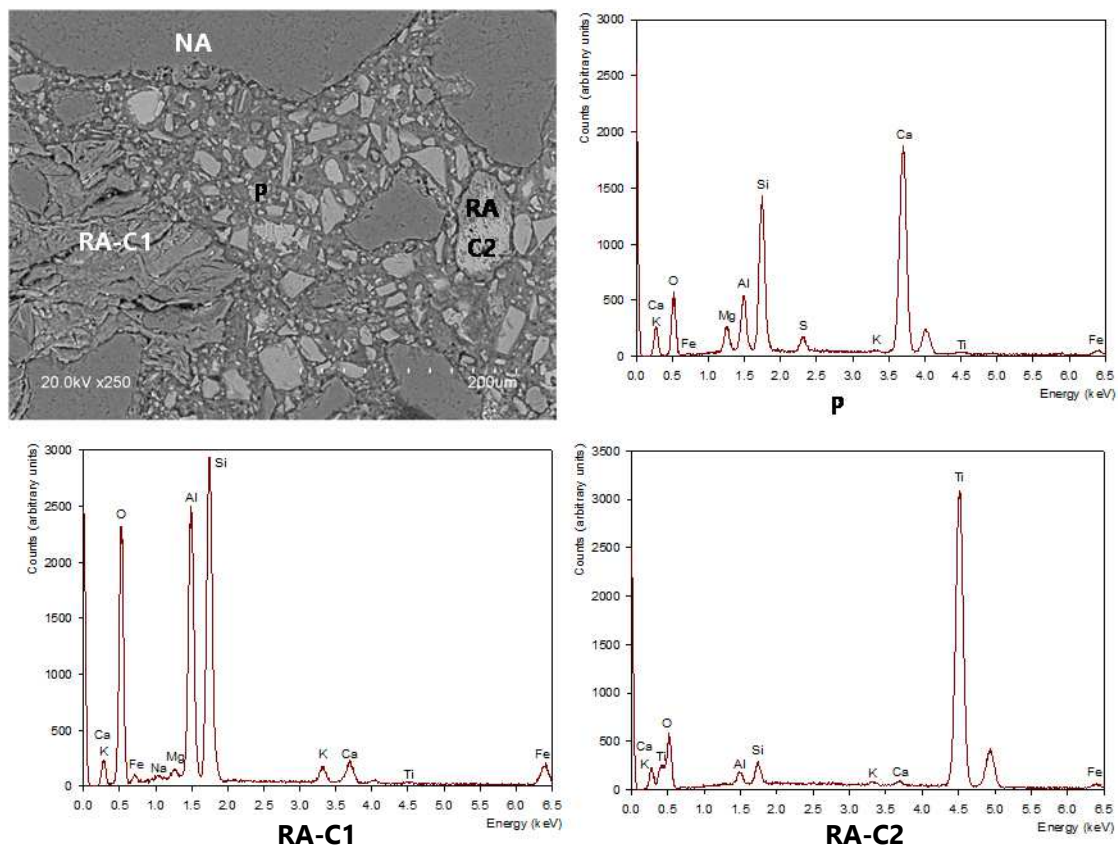 NA
P
RA
C2
RA-C1
20.0kV x250
200um
Counts (arbitrary units)
3000
2500
2000
1500
1000
500
0
Ca
K
O
Fe
Mg
Al
Si
S
K
Ca
Ti
Fe
0.0 0.5 1.0 1.5 2.0 2.5 3.0 3.5 4.0 4.5 5.0 5.5 6.0 6.5
Energy (keV)
P
Counts (arbitrary units)
3000
2500
2000
1500
1000
500
0
Ca
K
O
Fe
Na
Mg
Al
Si
K
Ca
Ti
Fe
0.0 0.5 1.0 1.5 2.0 2.5 3.0 3.5 4.0 4.5 5.0 5.5 6.0 6.5
Energy (keV)
RA-C1
Counts (arbitrary units)
3500
3000
2500
2000
1500
1000
500
0
Ca
K
Ti
O
Al
Si
K
Ca
Ti
Fe
0.0 0.5 1.0 1.5 2.0 2.5 3.0 3.5 4.0 4.5 5.0 5.5 6.0 6.5
Energy (keV)
RA-C2